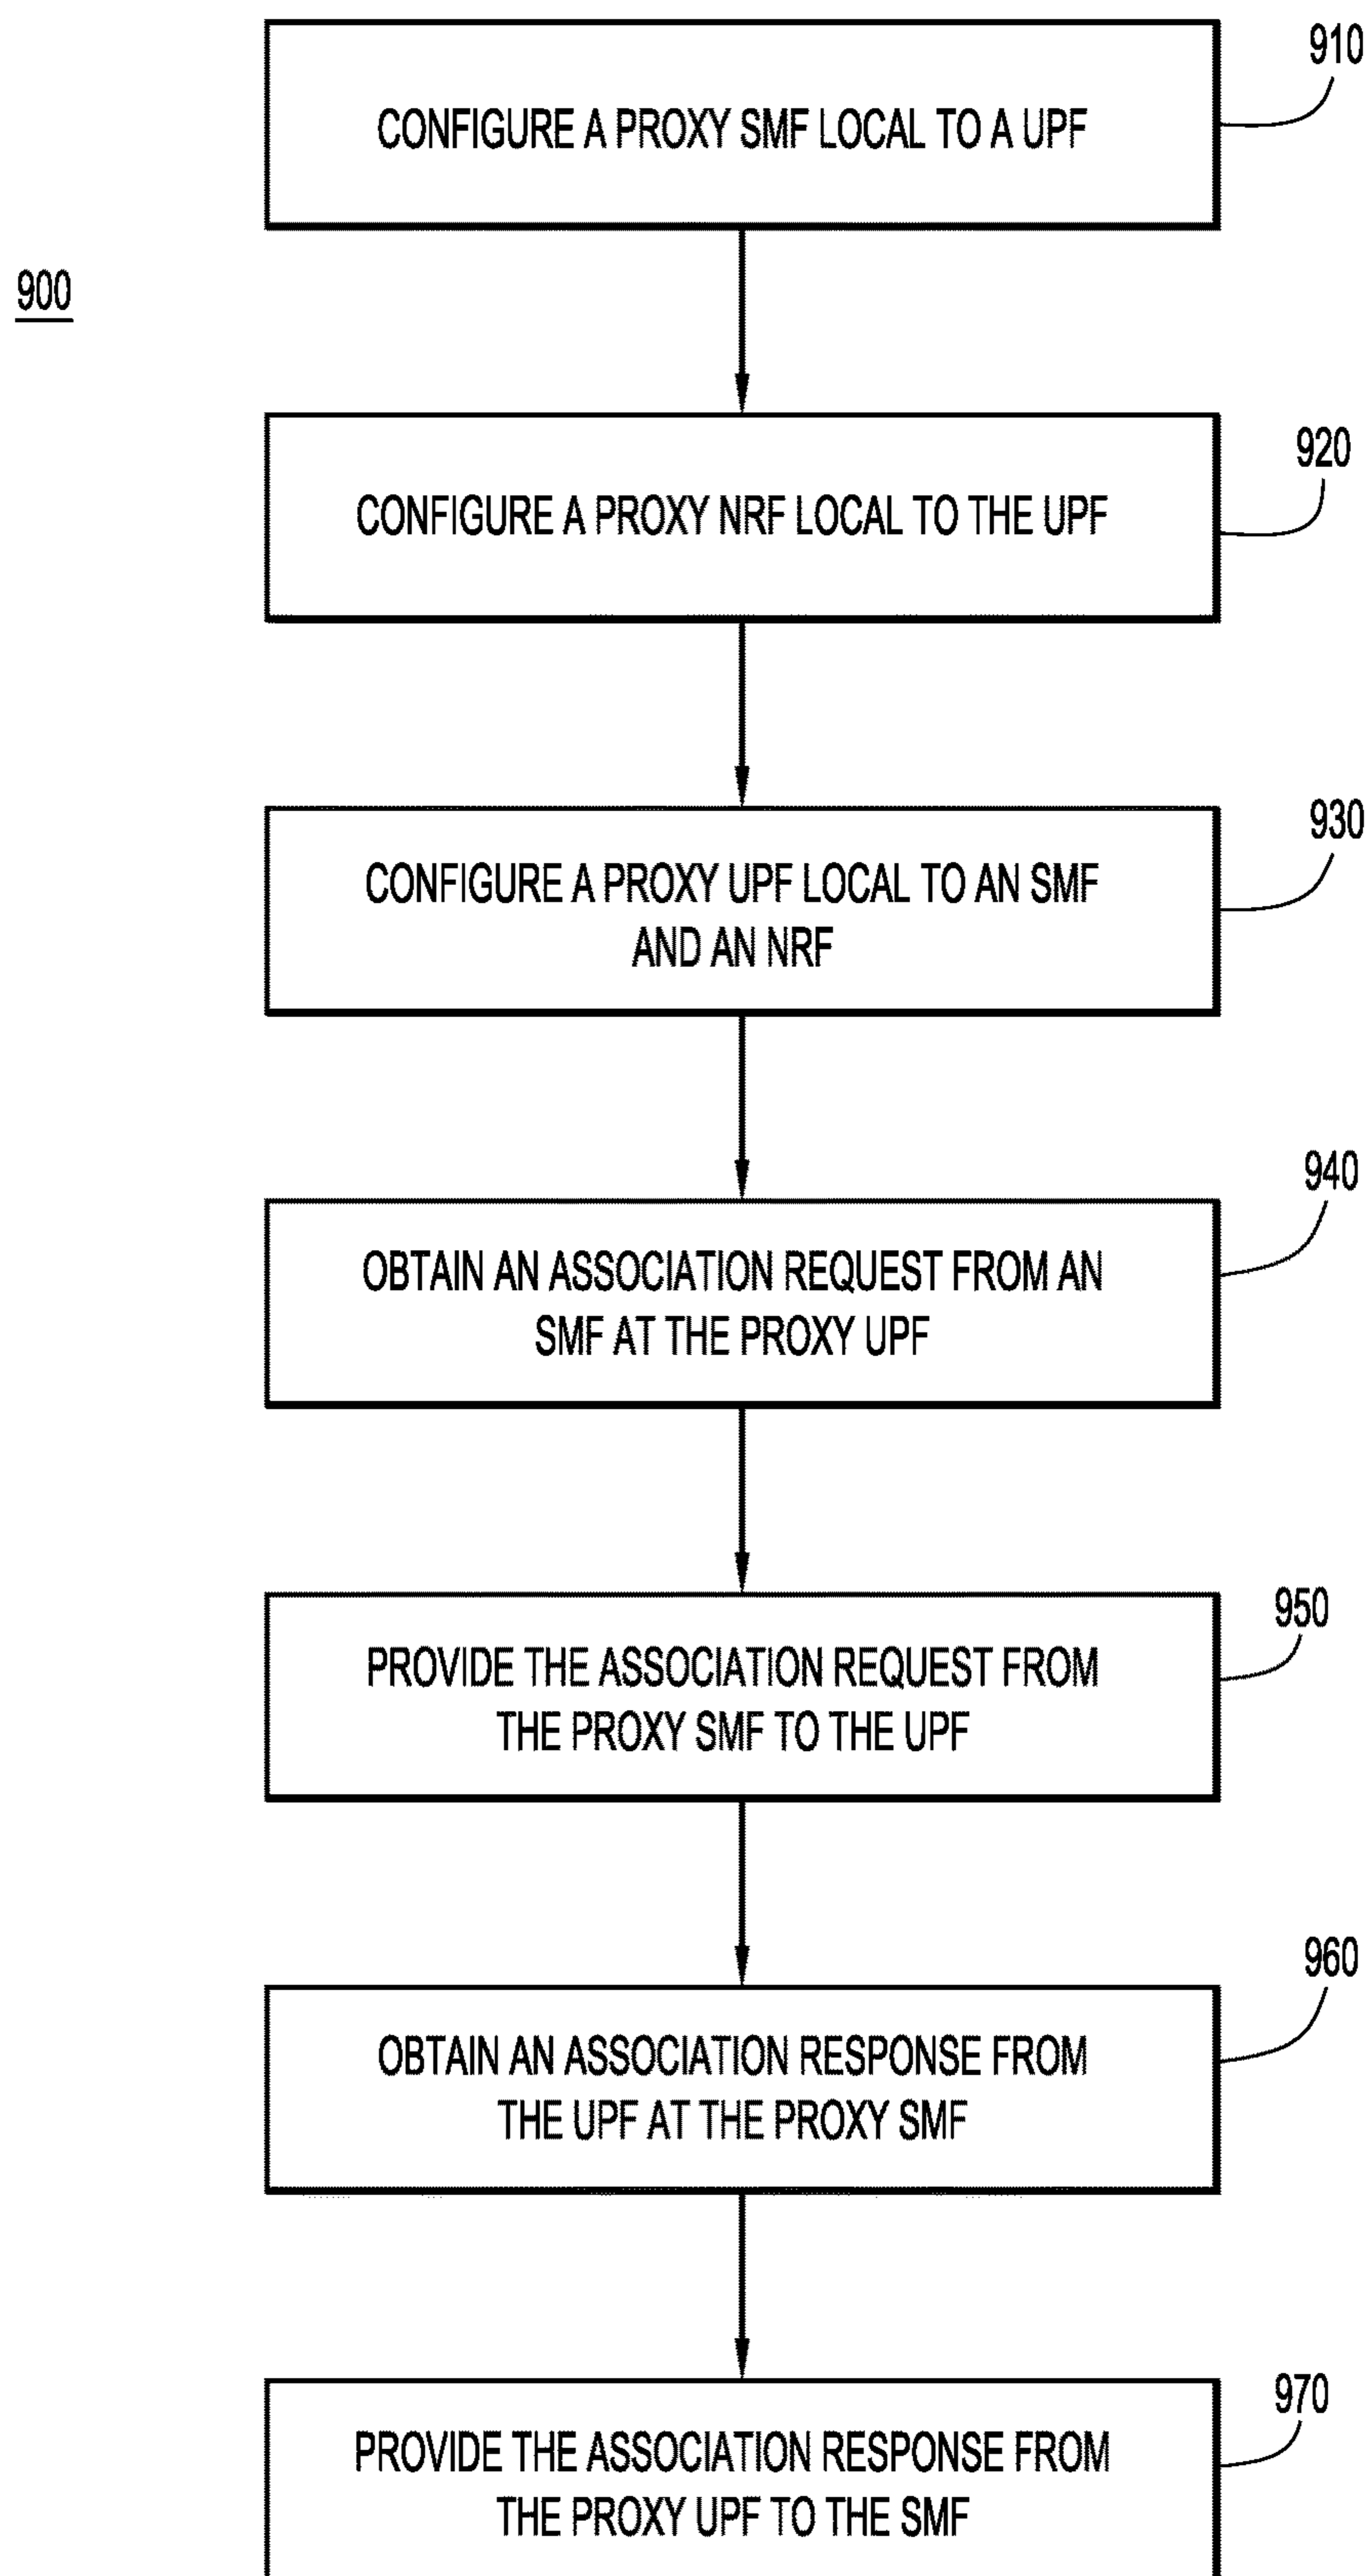 910
CONFIGURE A PROXY SMF LOCAL TO A UPF
900
920
CONFIGURE A PROXY NRF LOCAL TO THE UPF
930
CONFIGURE A PROXY UPF LOCAL TO AN SMF
AND AN NRF
940
OBTAIN AN ASSOCIATION REQUEST FROM AN
SMF AT THE PROXY UPF
950
PROVIDE THE ASSOCIATION REQUEST FROM
THE PROXY SMF TO THE UPF
960
OBTAIN AN ASSOCIATION RESPONSE FROM
THE UPF AT THE PROXY SMF
970
PROVIDE THE ASSOCIATION RESPONSE FROM
THE PROXY UPF TO THE SMF